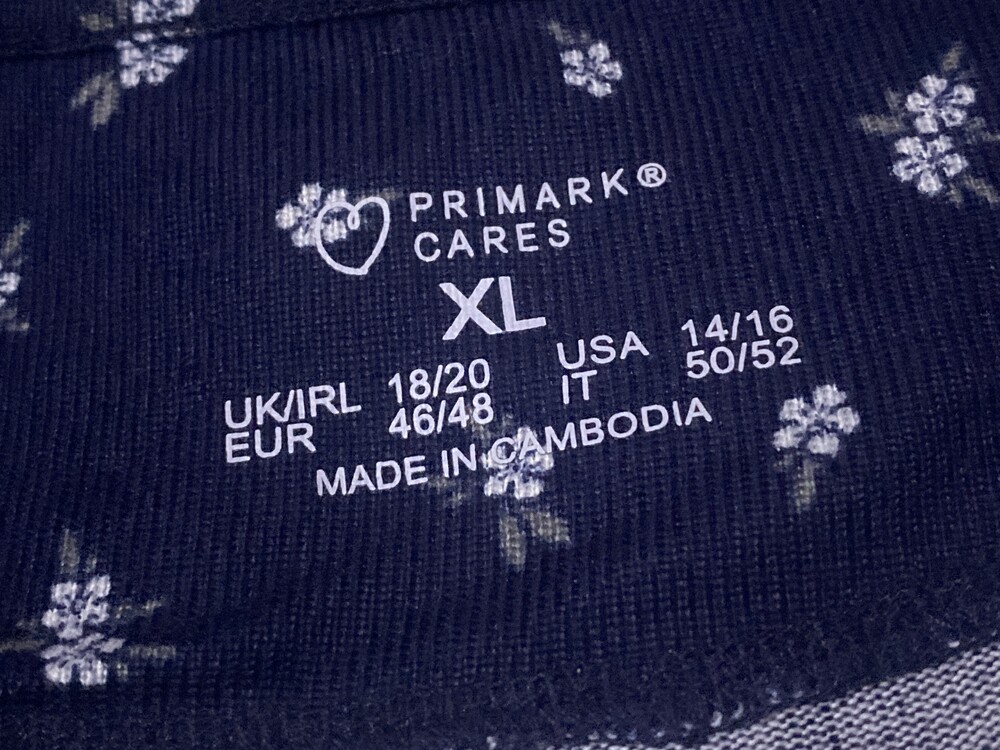 PRIMARK®
CARES
XL
UK/IRL 18/20 USA 14/16
EUR 46/48 IT 50/52
MADE IN CAMBODIA